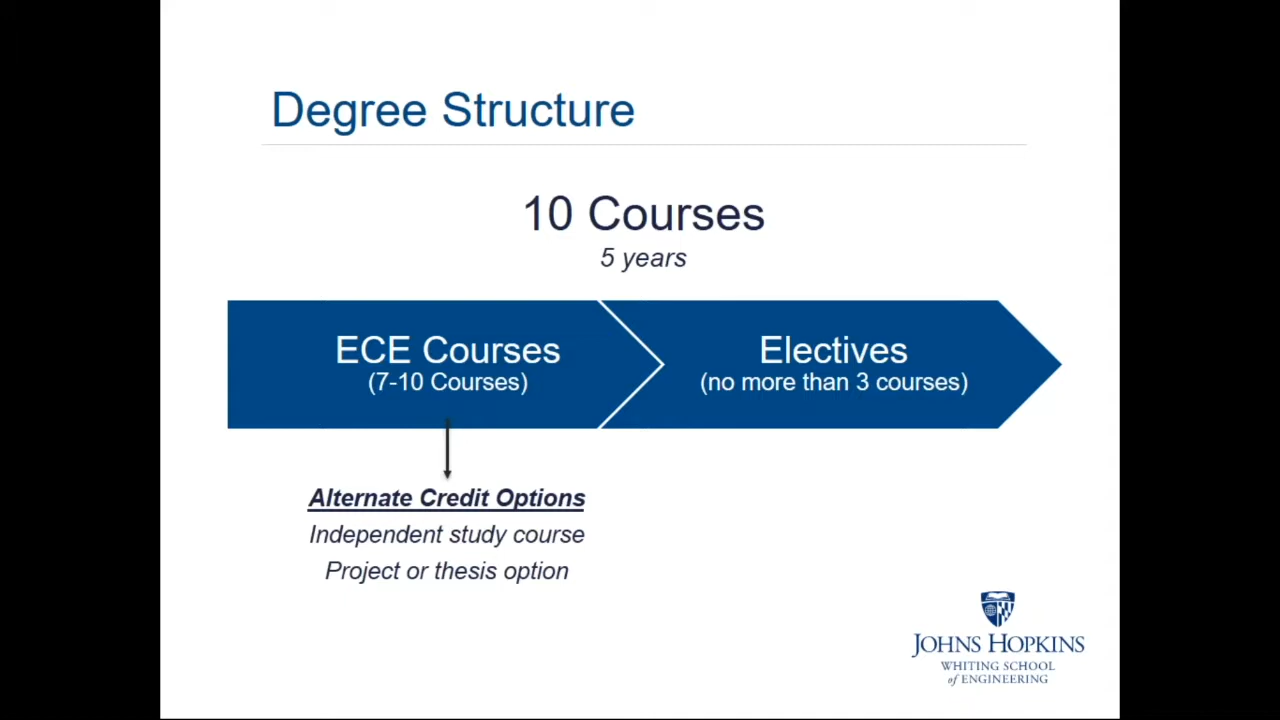 Degree Structure
10 Courses
5 years
ECE Courses
(7-10 Courses)
Electives
(no more than 3 courses)
Alternate Credit Options
Independent study course
Project or thesis option
JOHNS HOPKINS
WHITING SCHOOL
of ENGINEERING